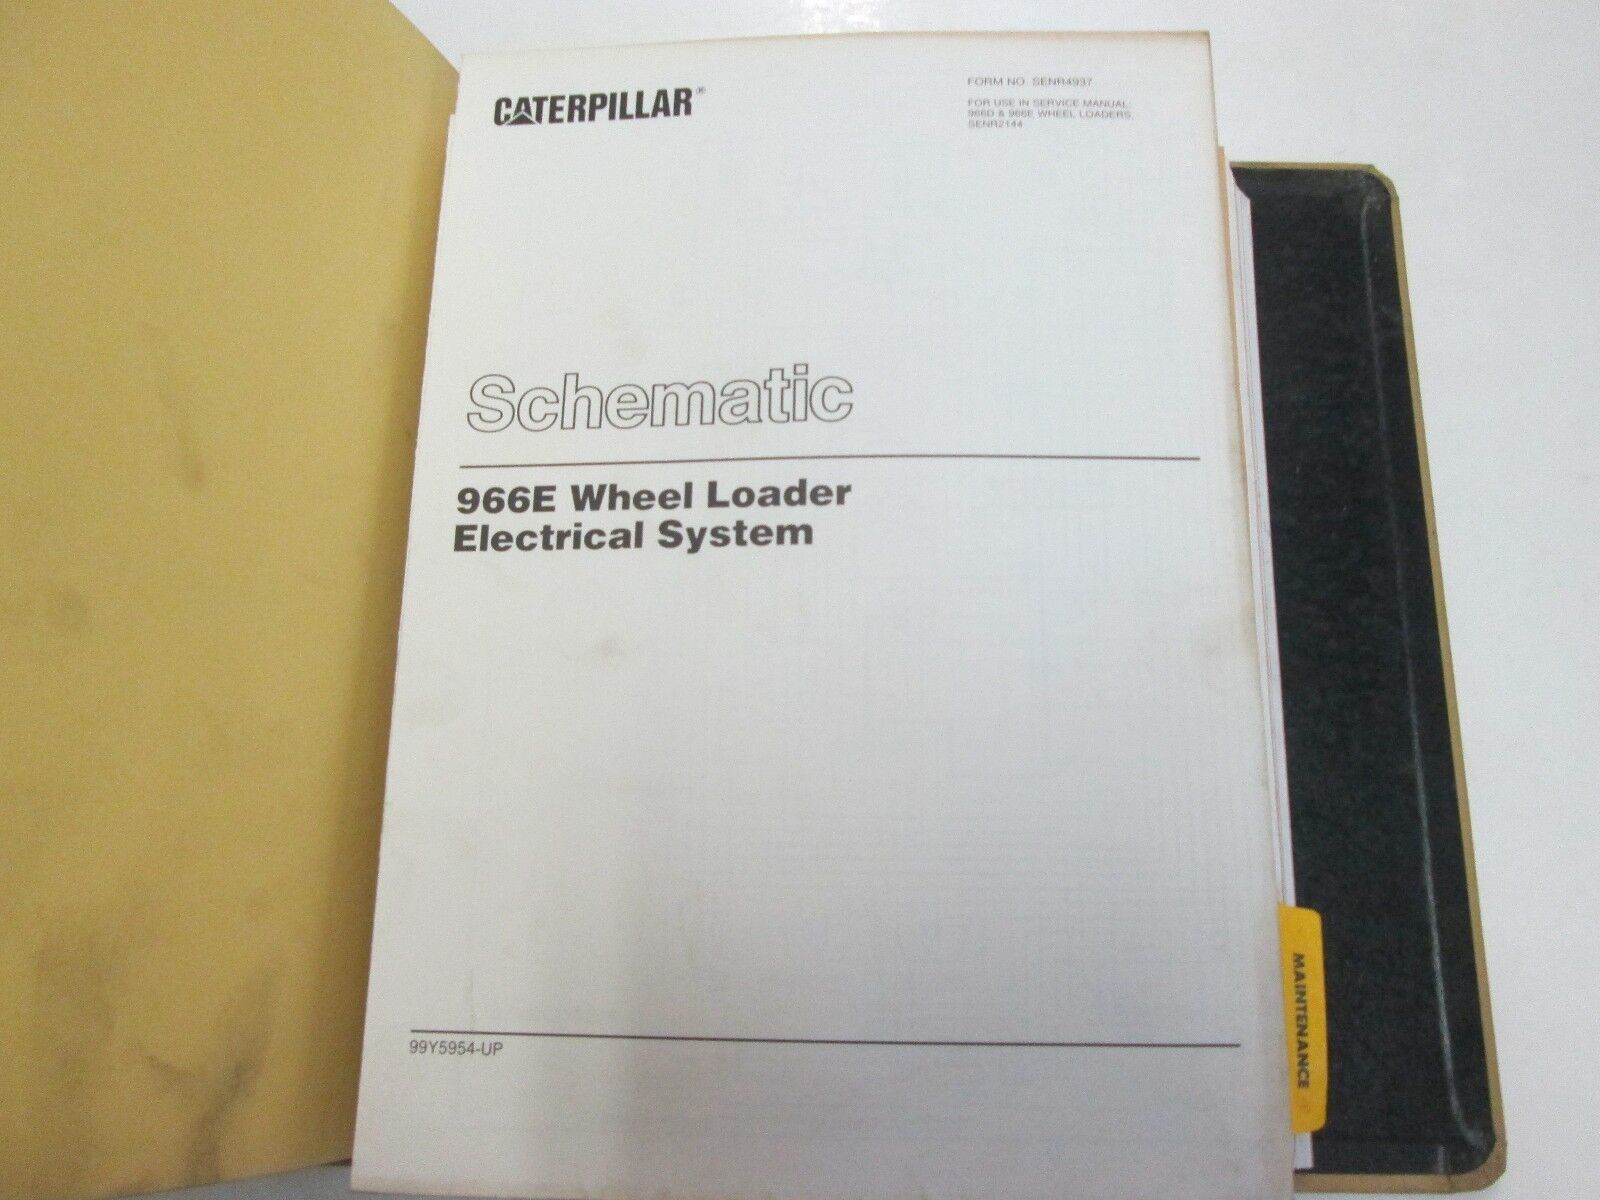 CATERPILLAR®
FORM NO. SENR4937
FOR USE IN SERVICE MANUAL:
966D & 966E WHEEL LOADERS,
SENR2144
Schematic
966E Wheel Loader
Electrical System
99Y5954-UP
MAINTENANCE